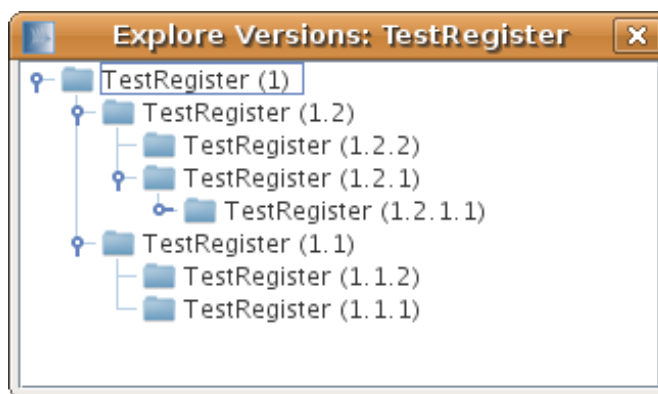 Explore Versions: TestRegister
TestRegister (1)
TestRegister (1.2)
TestRegister (1.2.2)
TestRegister (1.2.1)
TestRegister (1.2.1.1)
TestRegister (1.1)
TestRegister (1.1.2)
TestRegister (1.1.1)